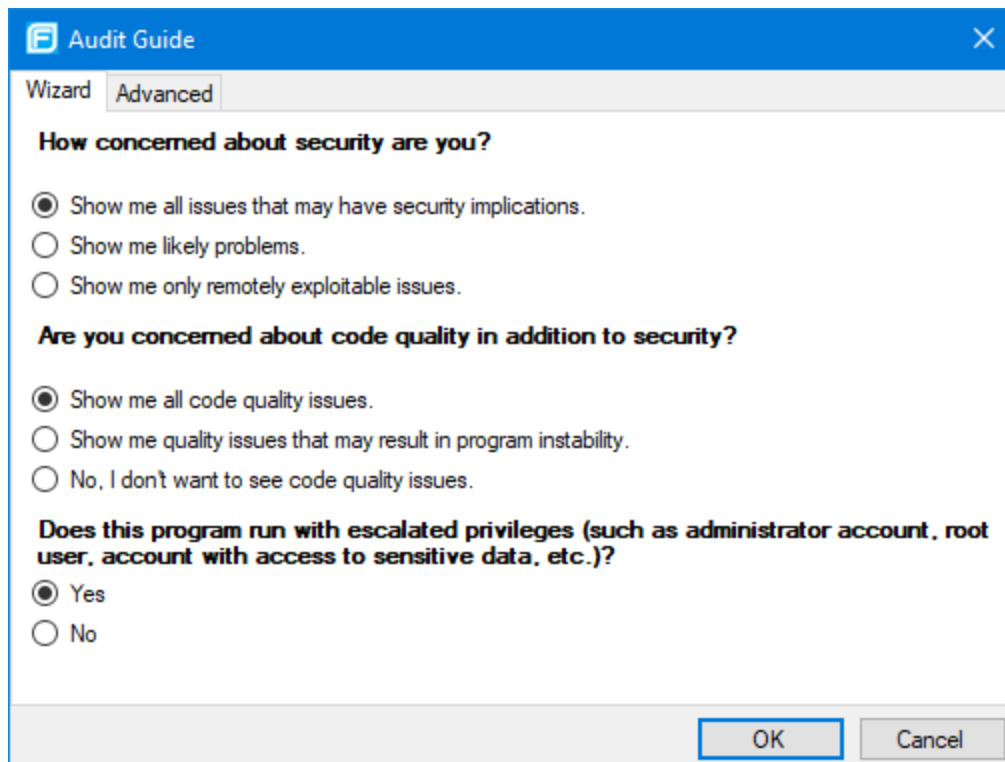 Audit Guide
Wizard
Advanced
How concerned about security are you?
Show me all issues that may have security implications.
Show me likely problems.
Show me only remotely exploitable issues.
Are you concerned about code quality in addition to security?
Show me all code quality issues.
Show me quality issues that may result in program instability.
No, I don't want to see code quality issues.
Does this program run with escalated privileges (such as administrator account, root
user, account with access to sensitive data, etc.)?
Yes
No
OK
Cancel